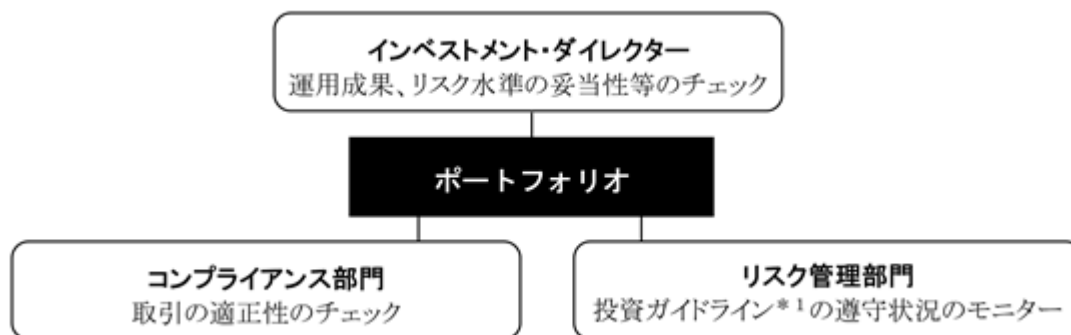 インベストメント・ダイレクター
運用成果、リスク水準の妥当性等のチェック
ポートフォリオ
コンプライアンス部門
取引の適正性のチェック
リスク管理部門
投資ガイドライン*1の遵守状況のモニター